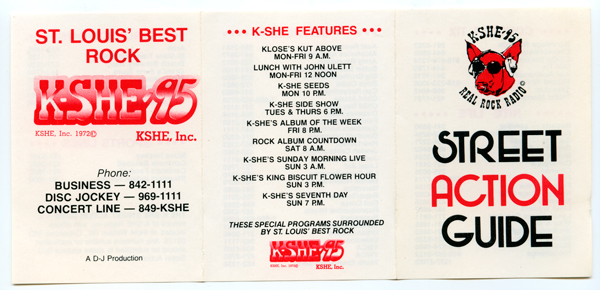 ST. LOUIS' BEST
ROCK
K-SHE-95
KSHE, Inc. 1972©
KSHE, Inc.
Phone:
BUSINESS — 842-1111
DISC JOCKEY — 969-1111
CONCERT LINE — 849-KSHE
A D-J Production
••• K-SHE FEATURES •••
KLOSE'S KUT ABOVE
MON-FRI 9 A.M.
LUNCH WITH JOHN ULETT
MON-FRI 12 NOON
K-SHE SEEDS
MON 10 P.M.
K-SHE SIDE SHOW
TUES & THURS 6 P.M.
K-SHE'S ALBUM OF THE WEEK
FRI 8 P.M.
ROCK ALBUM COUNTDOWN
SAT 8 A.M.
K-SHE'S SUNDAY MORNING LIVE
SUN 3 A.M.
K-SHE'S KING BISCUIT FLOWER HOUR
SUN 3 P.M.
K-SHE'S SEVENTH DAY
SUN 7 P.M.
THESE SPECIAL PROGRAMS SURROUNDED
BY ST. LOUIS' BEST ROCK
K-SHE-95
KSHE, Inc. 1972©
KSHE, Inc.
K-SHE-95
REAL ROCK RADIO©
STREET
ACTION
GUIDE